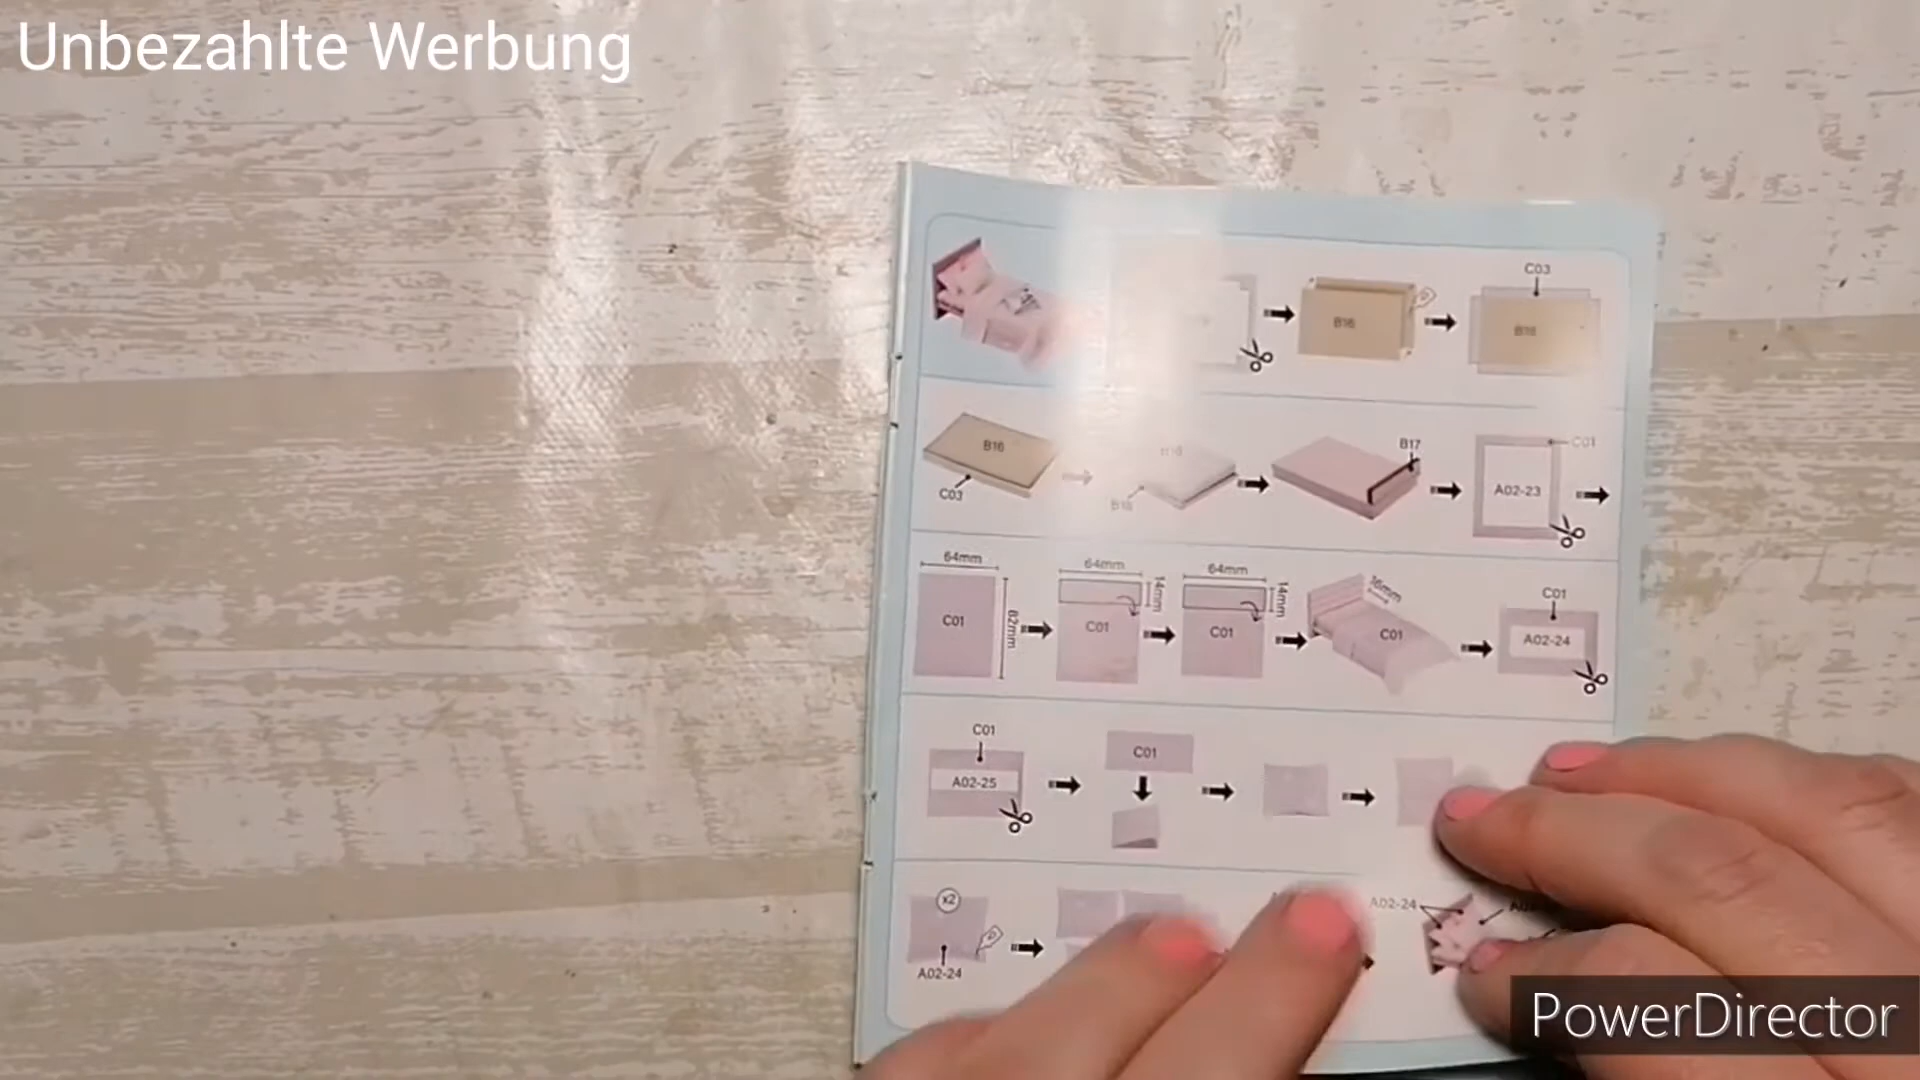 Unbezahlte Werbung
C03
B16
B16
B16
C03
B17
C01
A02-23
64mm
C01
82mm
64mm
14mm
C01
64mm
14mm
C01
16mm
C01
C01
A02-24
C01
A02-25
C01
x2
A02-24
A02-24
PowerDirector